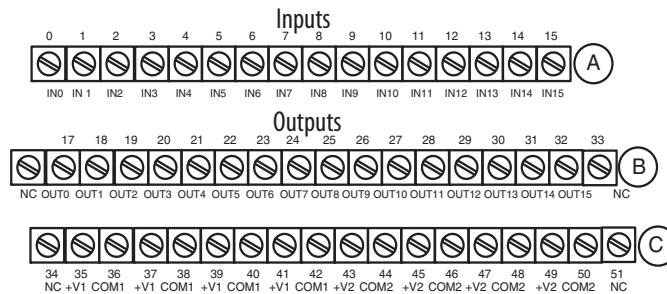 Inputs
0 1 2 3 4 5 6 7 8 9 10 11 12 13 14 15
A
IN0 IN 1 IN2 IN3 IN4 IN5 IN6 IN7 IN8 IN9 IN10 IN11 IN12 IN13 IN14 IN15
Outputs
17 18 19 20 21 22 23 24 25 26 27 28 29 30 31 32 33
B
NC OUT0 OUT1 OUT2 OUT3 OUT4 OUT5 OUT6 OUT7 OUT8 OUT9 OUT10 OUT11 OUT12 OUT13 OUT14 OUT15 NC
C
34 35 36 37 38 39 40 41 42 43 44 45 46 47 48 49 50 51
NC +V1 COM1 +V1 COM1 +V1 COM1 +V1 COM1 +V2 COM2 +V2 COM2 +V2 COM2 +V2 COM2 NC